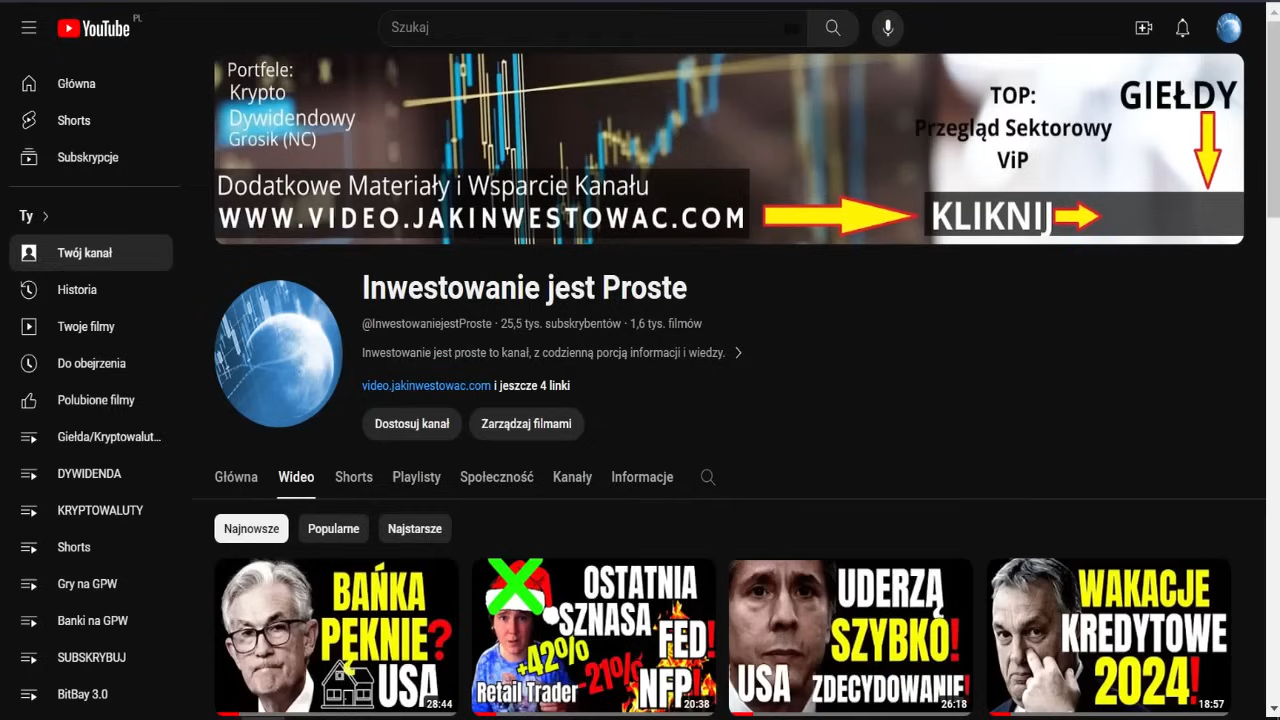 YouTube PL
Szukaj
Główna
Shorts
Subskrypcje
Ty
Twój kanał
Historia
Twoje filmy
Do obejrzenia
Polubione filmy
Giełda/Kryptowalut...
DYWIDENDA
KRYPTOWALUTY
Shorts
Gry na GPW
Banki na GPW
SUBSKRYBUJ
BitBay 3.0
Portfele:
Krypto
Dywidendowy
Grosik (NC)
Dodatkowe Materiały i Wsparcie Kanału
WWW.VIDEO.JAKINWESTOWAC.COM
TOP:
Przegląd Sektorowy
ViP
GIEŁDY
KLIKNIJ
Inwestowanie jest Proste
@InwestowaniejestProste · 25,5 tys. subskrybentów · 1,6 tys. filmów
Inwestowanie jest proste to kanał, z codzienną porcją informacji i wiedzy.
video.jakinwestowac.com i jeszcze 4 linki
Dostosuj kanał
Zarządzaj filmami
Główna Wideo Shorts Playlisty Społeczność Kanały Informacje
Najnowsze Popularne Najstarsze
BAŃKA
PĘKNIE?
USA
28:44
OSTATNIA
SZNASA
+42%
-21%
FED!
NFP!
Retail Trader
20:38
UDERZĄ
SZYBKO!
USA
ZDECYDOWANIE!
26:18
WAKACJE
KREDYTOWE
2024!
18:57